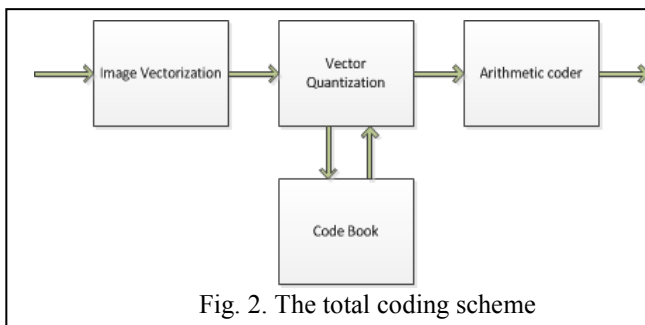 Image Vectorization
Vector
Quantization
Arithmetic coder
Code Book
Fig. 2. The total coding scheme